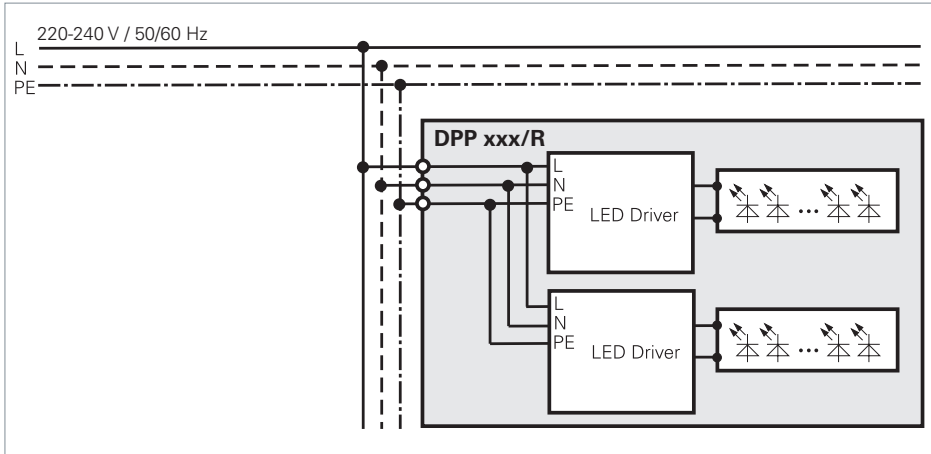 220-240 V / 50/60 Hz
L
N
PE
DPP xxx/R
L
N
PE
LED Driver
...
L
N
PE
LED Driver
...